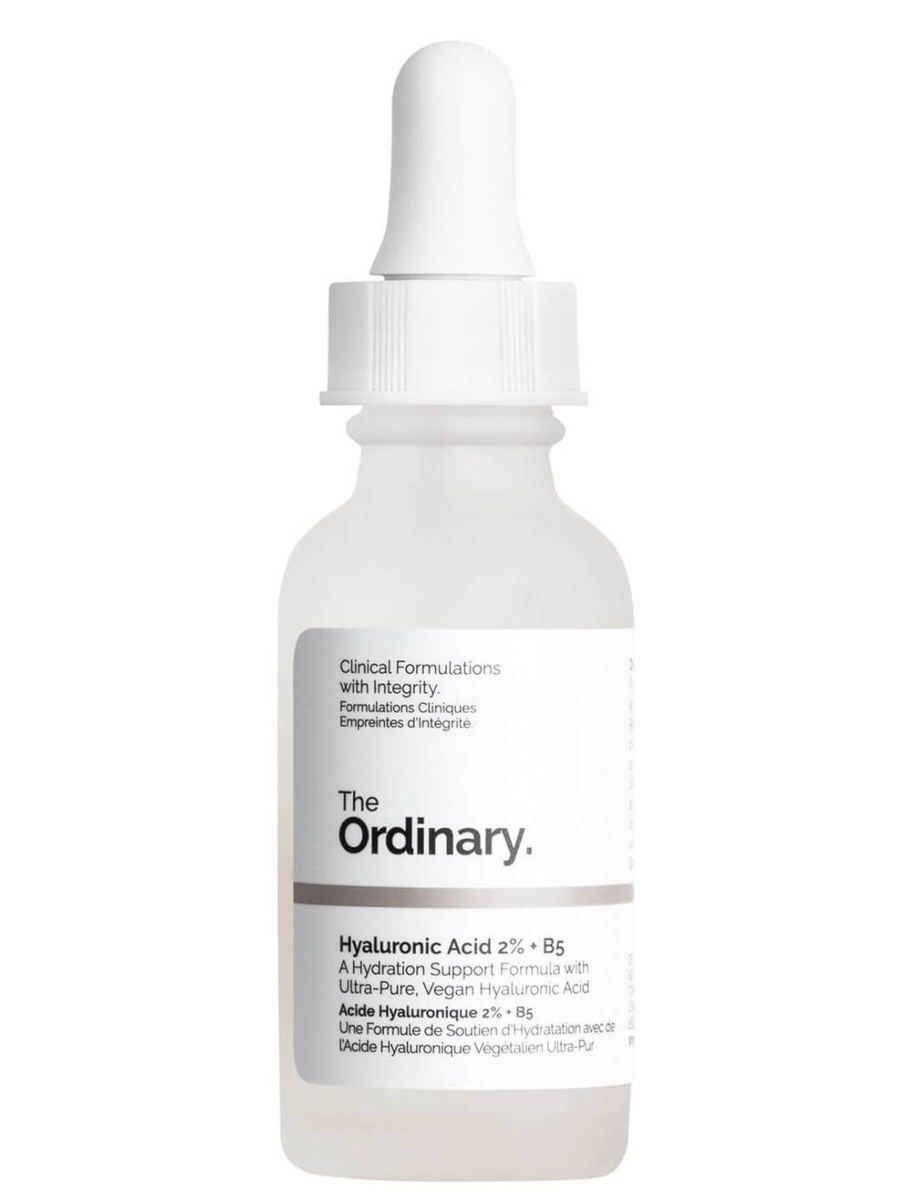 Clinical Formulations
with Integrity.
Formulations Cliniques
Empreintes d'Intégrité.
The
Ordinary.
Hyaluronic Acid 2% + B5
A Hydration Support Formula with
Ultra-Pure, Vegan Hyaluronic Acid
Acide Hyaluronique 2% + B5
Une Formule de Soutien d'Hydratation avec de
l'Acide Hyaluronique Végétalien Ultra-Pur